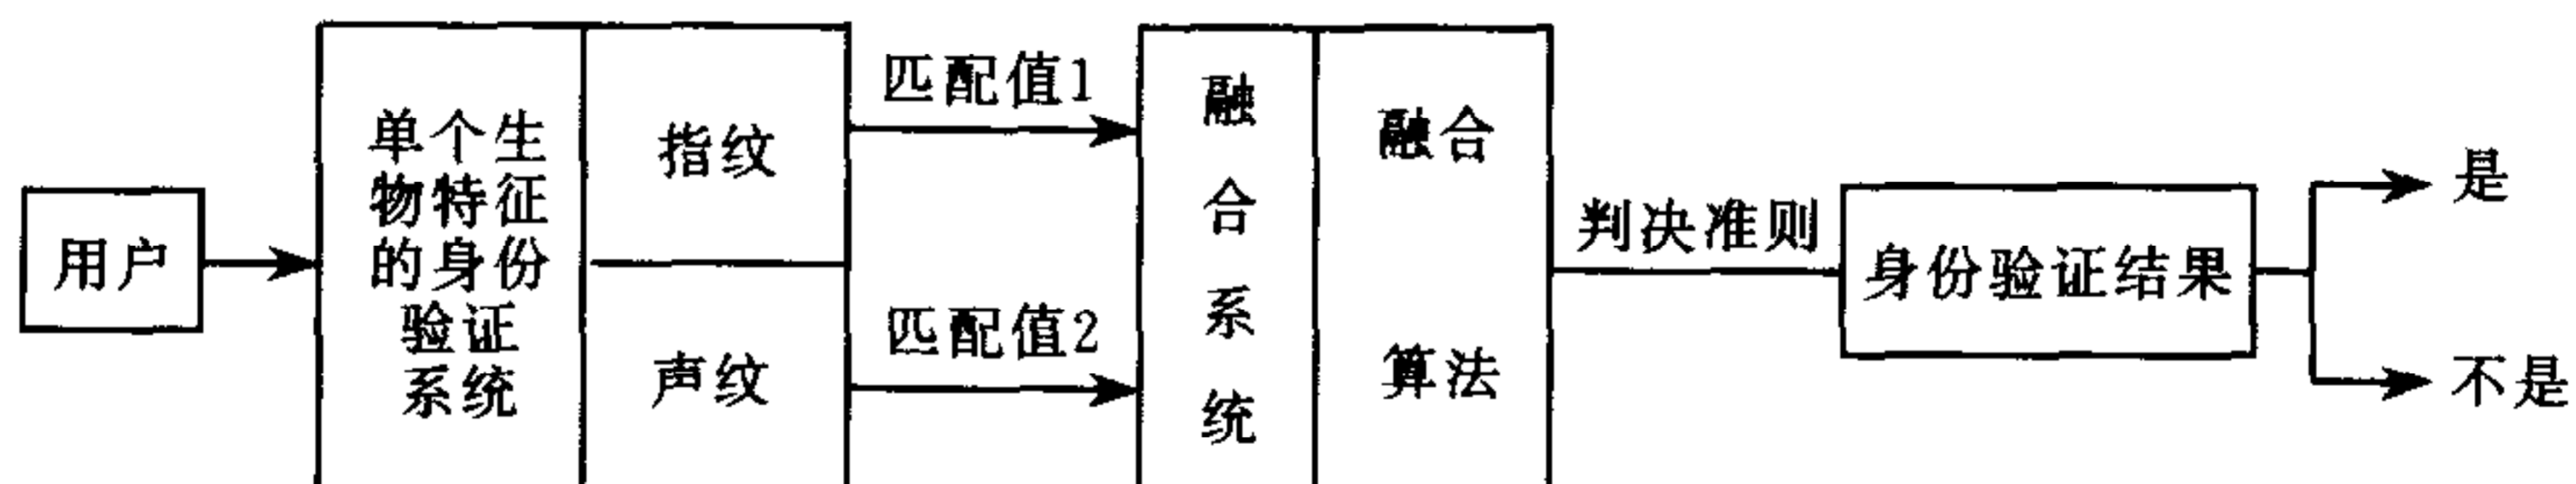 用户
单个生
物特征
的身份
验证
系统
指纹
声纹
匹配值1
匹配值2
融
合
系
统
融合
算法
判决准则
身份验证结果
是
不是